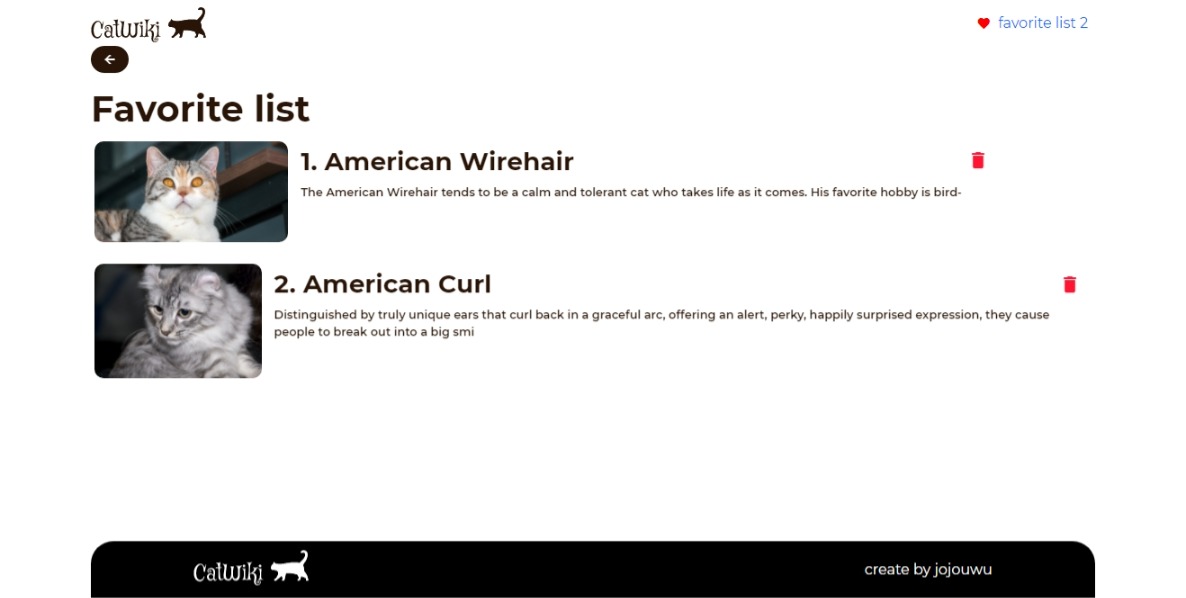 CatWiki
favorite list 2
Favorite list
1. American Wirehair
The American Wirehair tends to be a calm and tolerant cat who takes life as it comes. His favorite hobby is bird-
2. American Curl
Distinguished by truly unique ears that curl back in a graceful arc, offering an alert, perky, happily surprised expression, they cause
people to break out into a big smi
CatWiki
create by jojouwu